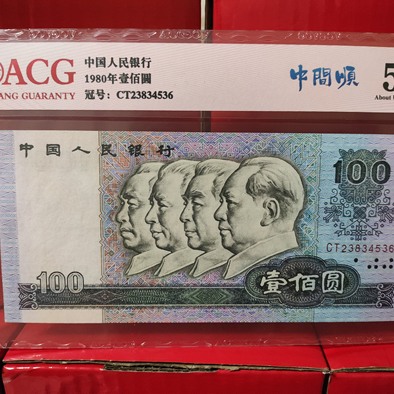 ACG
ANG GUARANTY
中国人民银行
1980年壹佰圆
冠号：CT23834536
中間頌
5
About
中国人民银行
100
CT23834536
100
壹佰圆